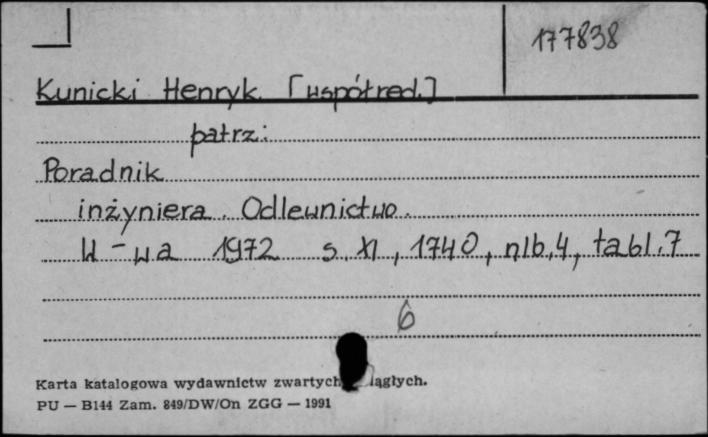 177838
Kunicki Henryk [współred.]
patrz:
Poradnik
inżyniera. Odlewnictwo.
W-wa 1972 s. XI, 1740, nlb. 4, tabl. 7
6
Karta katalogowa wydawnictw zwartych ciągłych.
PU — B144 Zam. 849/DW/On ZGG — 1991